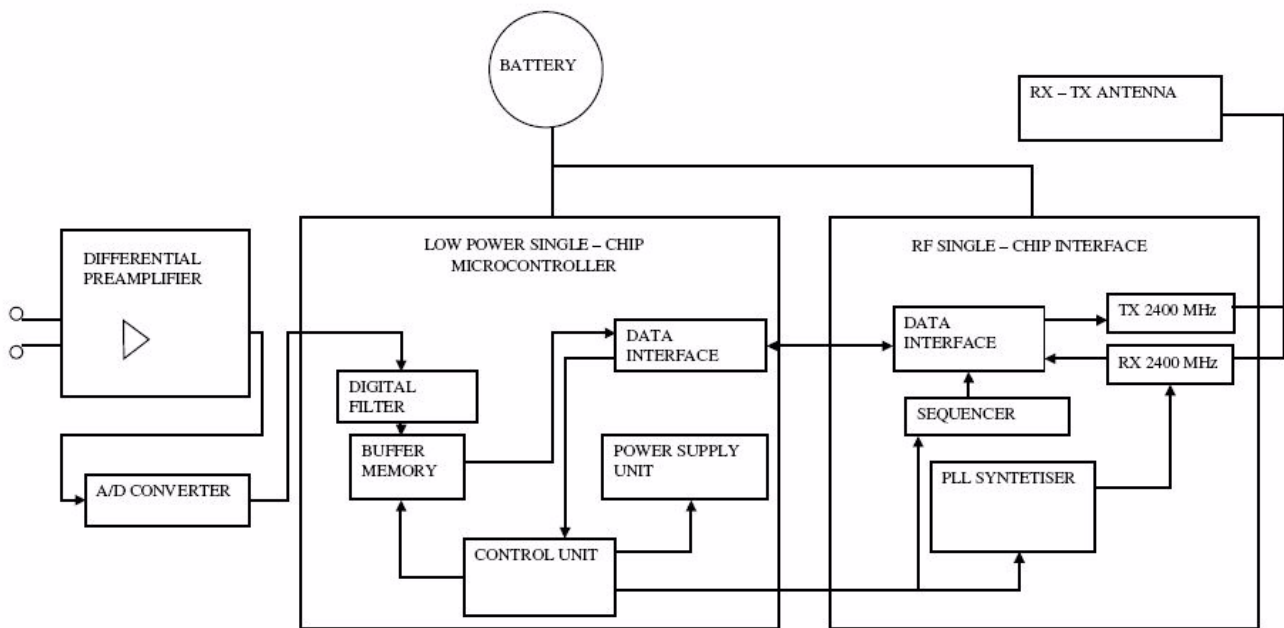 BATTERY
RX – TX ANTENNA
DIFFERENTIAL
PREAMPLIFIER
LOW POWER SINGLE – CHIP
MICROCONTROLLER
RF SINGLE – CHIP INTERFACE
TX 2400 MHz
DATA
INTERFACE
DATA
INTERFACE
RX 2400 MHz
DIGITAL
FILTER
SEQUENCER
BUFFER
MEMORY
POWER SUPPLY
UNIT
A/D CONVERTER
PLL SYNTETISER
CONTROL UNIT